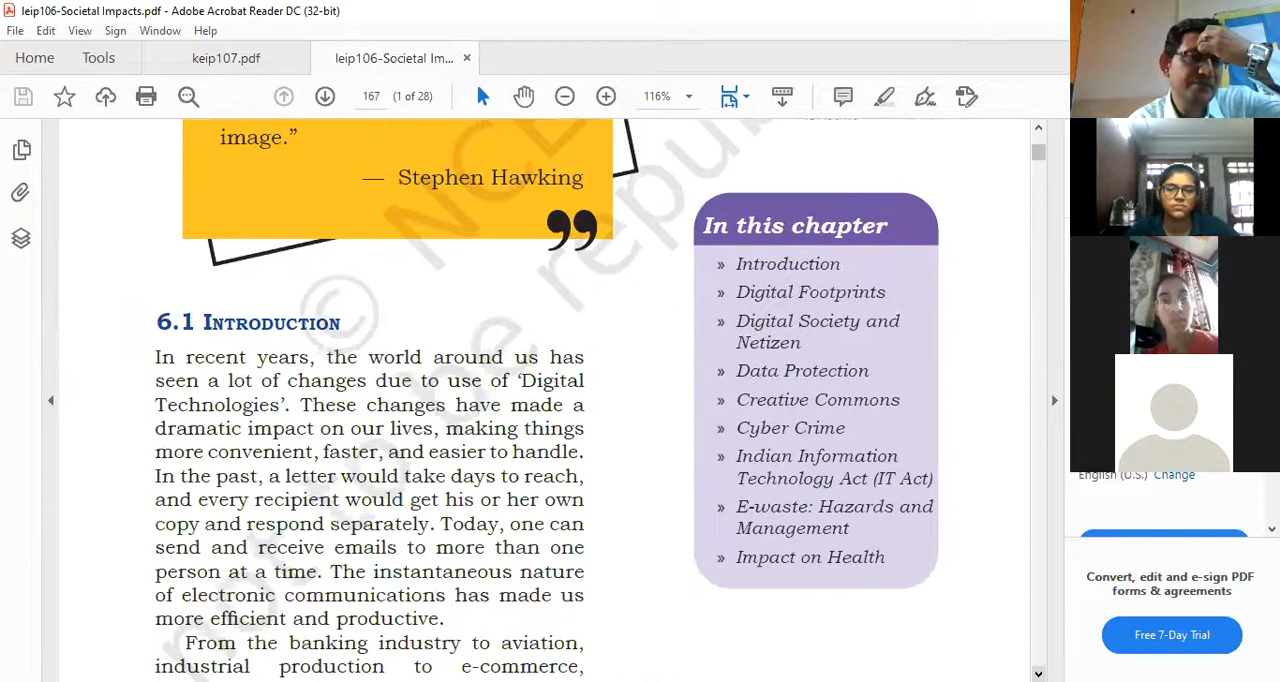 leip106-Societal Impacts.pdf - Adobe Acrobat Reader DC (32-bit)
File Edit View Sign Window Help
Home Tools keip107.pdf leip106-Societal Im... ×
167 (1 of 28) 116%
image.”
— Stephen Hawking
”
In this chapter
» Introduction
» Digital Footprints
» Digital Society and
Netizen
» Data Protection
» Creative Commons
» Cyber Crime
» Indian Information
Technology Act (IT Act)
» E-waste: Hazards and
Management
» Impact on Health
6.1 Introduction
In recent years, the world around us has
seen a lot of changes due to use of ‘Digital
Technologies’. These changes have made a
dramatic impact on our lives, making things
more convenient, faster, and easier to handle.
In the past, a letter would take days to reach,
and every recipient would get his or her own
copy and respond separately. Today, one can
send and receive emails to more than one
person at a time. The instantaneous nature
of electronic communications has made us
more efficient and productive.
From the banking industry to aviation,
industrial production to e-commerce,
© NCE
not to be repu
English (U.S.) Change
Convert, edit and e-sign PDF
forms & agreements
Free 7-Day Trial